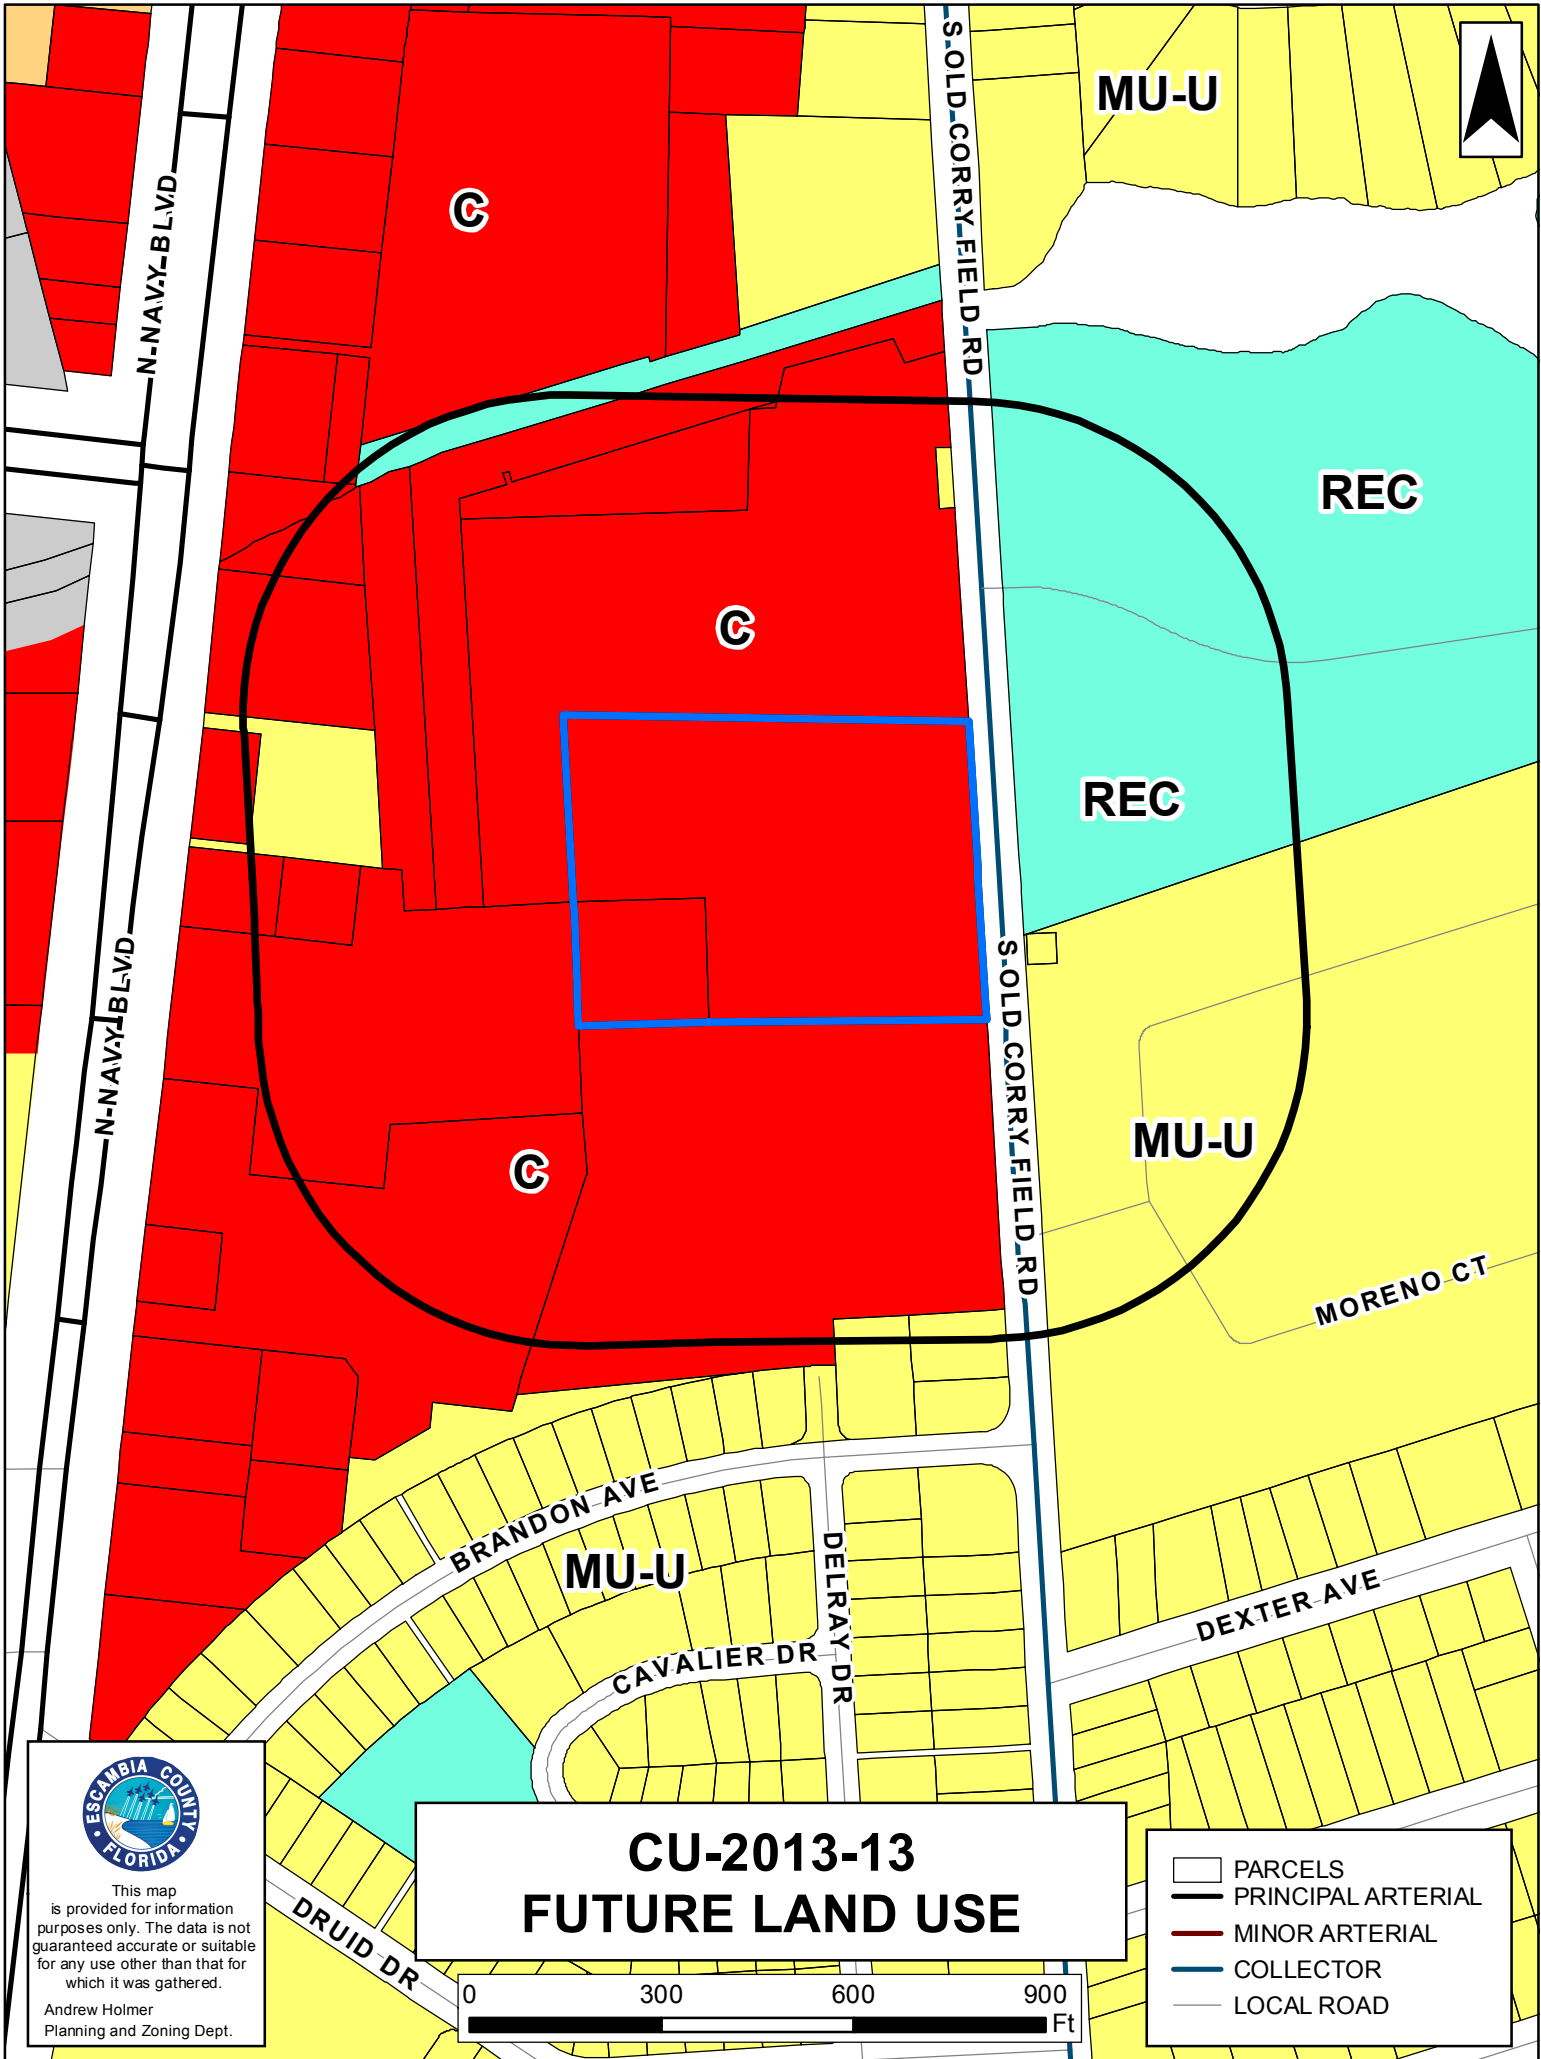 MU-U
S OLD CORRY FIELD RD
C
N NAVY BLVD
REC
C
REC
N NAVY BLVD
S OLD CORRY FIELD RD
MU-U
C
MORENO CT
BRANDON AVE
MU-U
DELRAY DR
DEXTER AVE
CAVALIER DR
DRUID DR
ESCAMBIA COUNTY
FLORIDA
This map
is provided for information
purposes only. The data is not
guaranteed accurate or suitable
for any use other than that for
which it was gathered.
Andrew Holmer
Planning and Zoning Dept.
CU-2013-13
FUTURE LAND USE
0 300 600 900
Ft
PARCELS
PRINCIPAL ARTERIAL
MINOR ARTERIAL
COLLECTOR
LOCAL ROAD